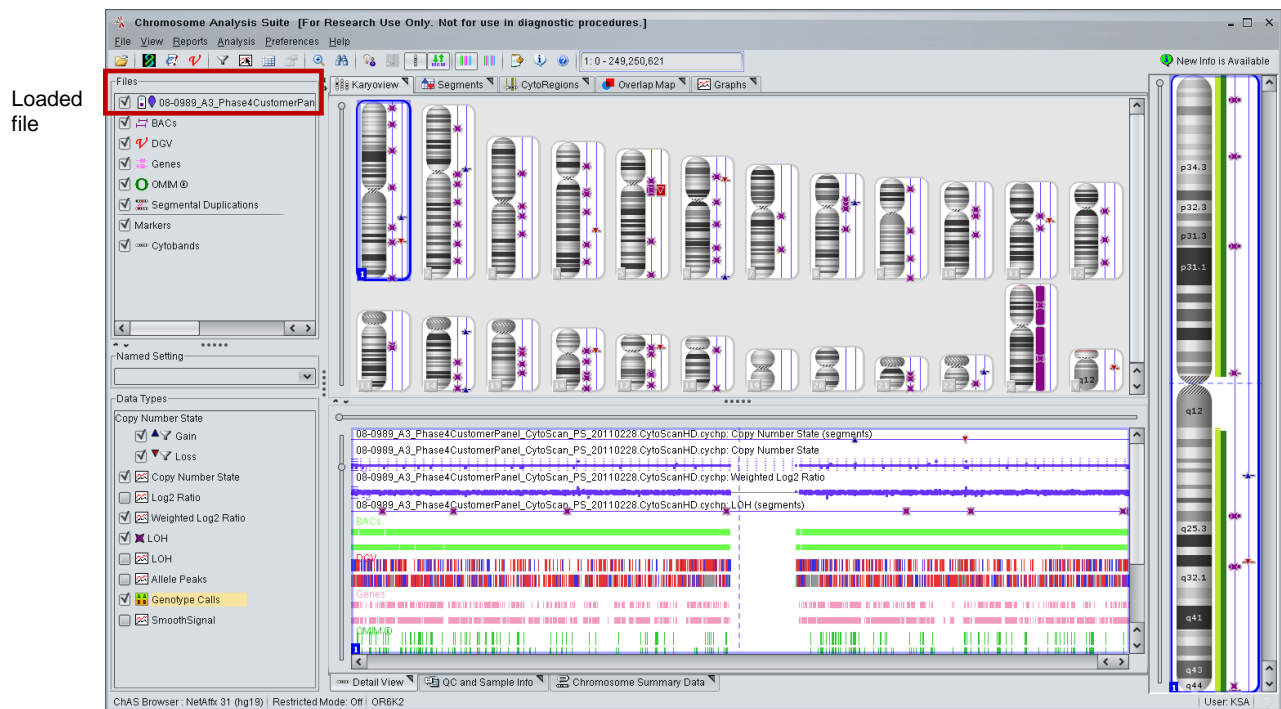 Chromosome Analysis Suite [For Research Use Only. Not for use in diagnostic procedures.]
File View Reports Analysis Preferences Help
1: 0 - 249,250,621
New Info is Available
Loaded
file
Files
08-0989_A3_Phase4CustomerPan
BACs
DGV
Genes
OMIM ®
Segmental Duplications
Markers
Cytobands
Named Setting
Data Types
Copy Number State
Gain
Loss
Copy Number State
Log2 Ratio
Weighted Log2 Ratio
LOH
LOH
Allele Peaks
Genotype Calls
SmoothSignal
Karyoview
Segments
CytoRegions
Overlap Map
Graphs
1
q12
08-0989_A3_Phase4CustomerPanel_CytoScan_PS_20110228.CytoScanHD.cychp: Copy Number State (segments)
08-0989_A3_Phase4CustomerPanel_CytoScan_PS_20110228.CytoScanHD.cychp: Copy Number State
08-0989_A3_Phase4CustomerPanel_CytoScan_PS_20110228.CytoScanHD.cychp: Weighted Log2 Ratio
08-0989_A3_Phase4CustomerPanel_CytoScan_PS_20110228.CytoScanHD.cychp: LOH (segments)
BACs
DGV
Genes
OMIM ®
1
Detail View
QC and Sample Info
Chromosome Summary Data
p34.3
p32.3
p31.3
p31.1
q12
q25.3
q32.1
q41
q43
q44
1
ChAS Browser : NetAffx 31 (hg19) Restricted Mode: Off OR6K2
User: KSA